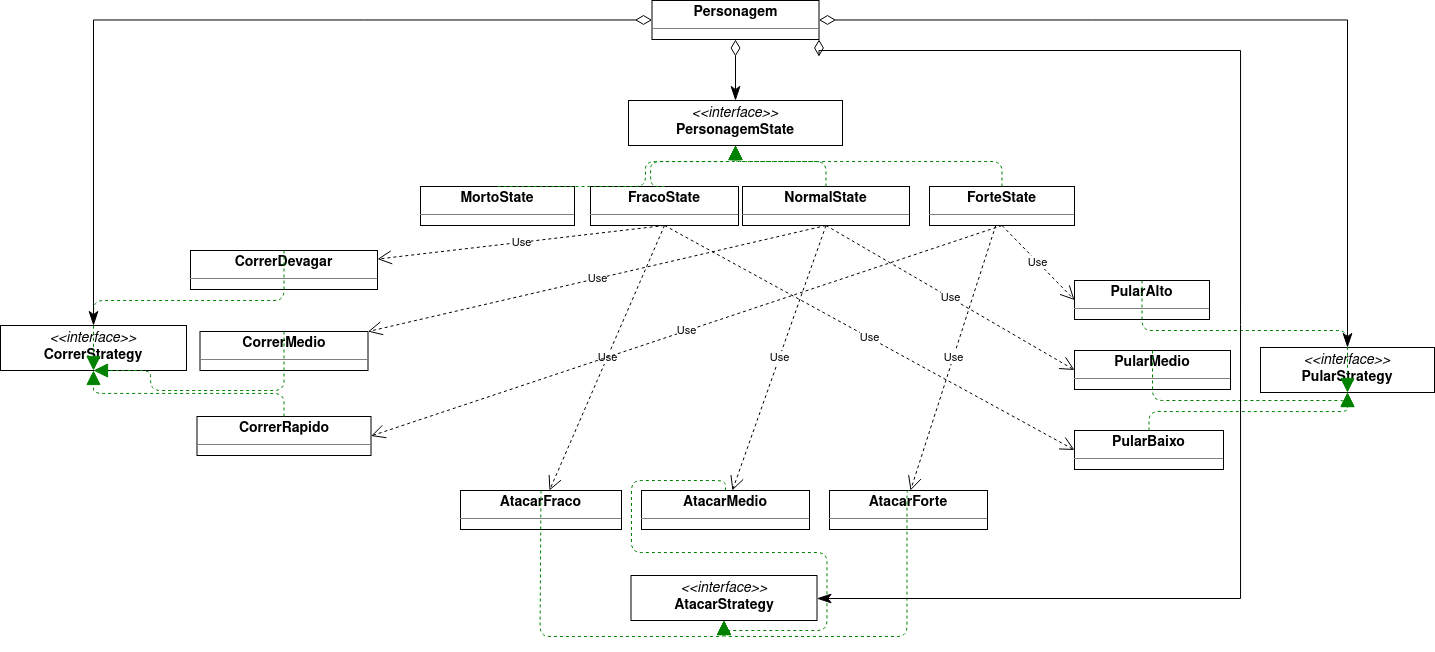 Personagem
<<interface>>
PersonagemState
MortoState
FracoState
NormalState
ForteState
Use
CorrerDevagar
Use
Use
PularAlto
Use
<<interface>>
CorrerStrategy
CorrerMedio
Use
Use
Use
Use
Use
PularMedio
<<interface>>
PularStrategy
CorrerRapido
PularBaixo
AtacarFraco
AtacarMedio
AtacarForte
<<interface>>
AtacarStrategy